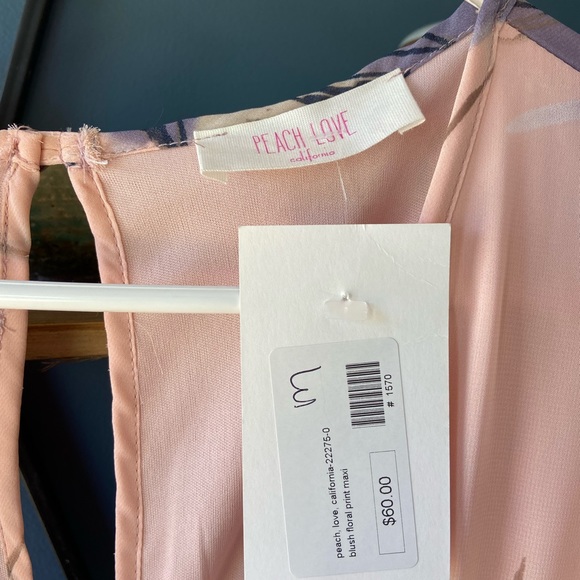 PEACH LOVE
california
m
# 1570
peach, love, california-22275-0
blush floral print maxi
$60.00